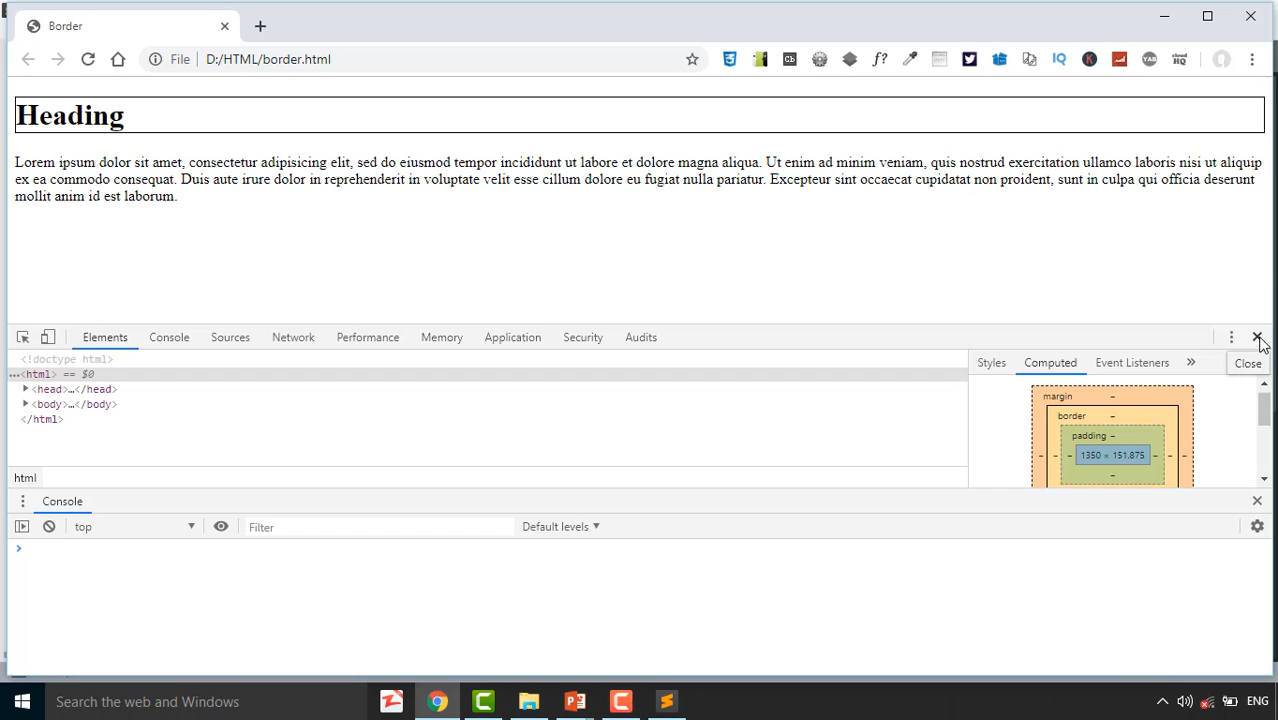 Border
File D:/HTML/border.html
f?
Cb
IQ
K
YAB
cloud
HQ
Heading
Lorem ipsum dolor sit amet, consectetur adipisicing elit, sed do eiusmod tempor incididunt ut labore et dolore magna aliqua. Ut enim ad minim veniam, quis nostrud exercitation ullamco laboris nisi ut aliquip
ex ea commodo consequat. Duis aute irure dolor in reprehenderit in voluptate velit esse cillum dolore eu fugiat nulla pariatur. Excepteur sint occaecat cupidatat non proident, sunt in culpa qui officia deserunt
mollit anim id est laborum.
Elements Console Sources Network Performance Memory Application Security Audits
<!doctype html>
…<html> == $0
<head>…</head>
<body>…</body>
</html>
html
Styles Computed Event Listeners »
Close
margin –
border –
padding –
– – – 1350 × 151.875 – – –
–
Console
top Filter Default levels ▼
>
Search the web and Windows
ENG